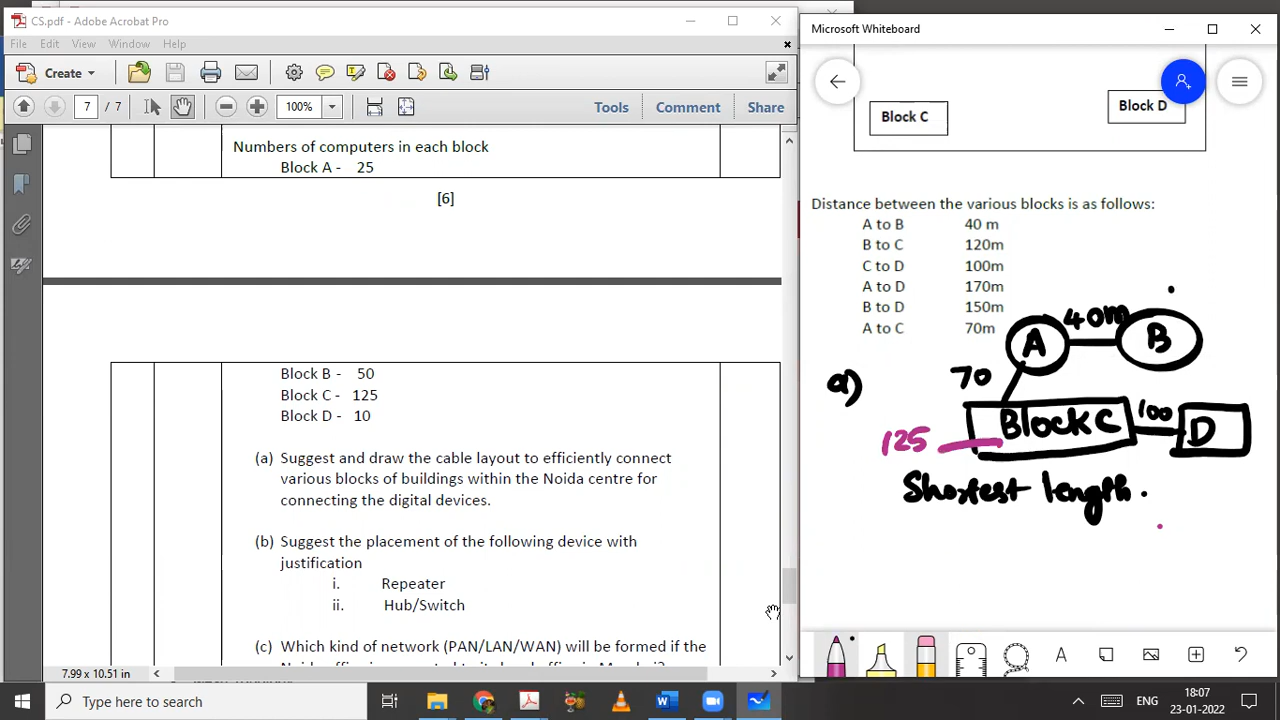 CS.pdf - Adobe Acrobat Pro
File Edit View Window Help
Create
7 / 7
100%
Tools Comment Share
Numbers of computers in each block
Block A - 25
[6]
Block B - 50
Block C - 125
Block D - 10
(a) Suggest and draw the cable layout to efficiently connect
various blocks of buildings within the Noida centre for
connecting the digital devices.
(b) Suggest the placement of the following device with
justification
i. Repeater
ii. Hub/Switch
(c) Which kind of network (PAN/LAN/WAN) will be formed if the
7.99 x 10.51 in
Microsoft Whiteboard
Block C
Block D
Distance between the various blocks is as follows:
A to B 40 m
B to C 120m
C to D 100m
A to D 170m
B to D 150m
A to C 70m
A 40m B
a) 70
Block C 100 D
125
Shortest length.
Type here to search
ENG
18:07
23-01-2022